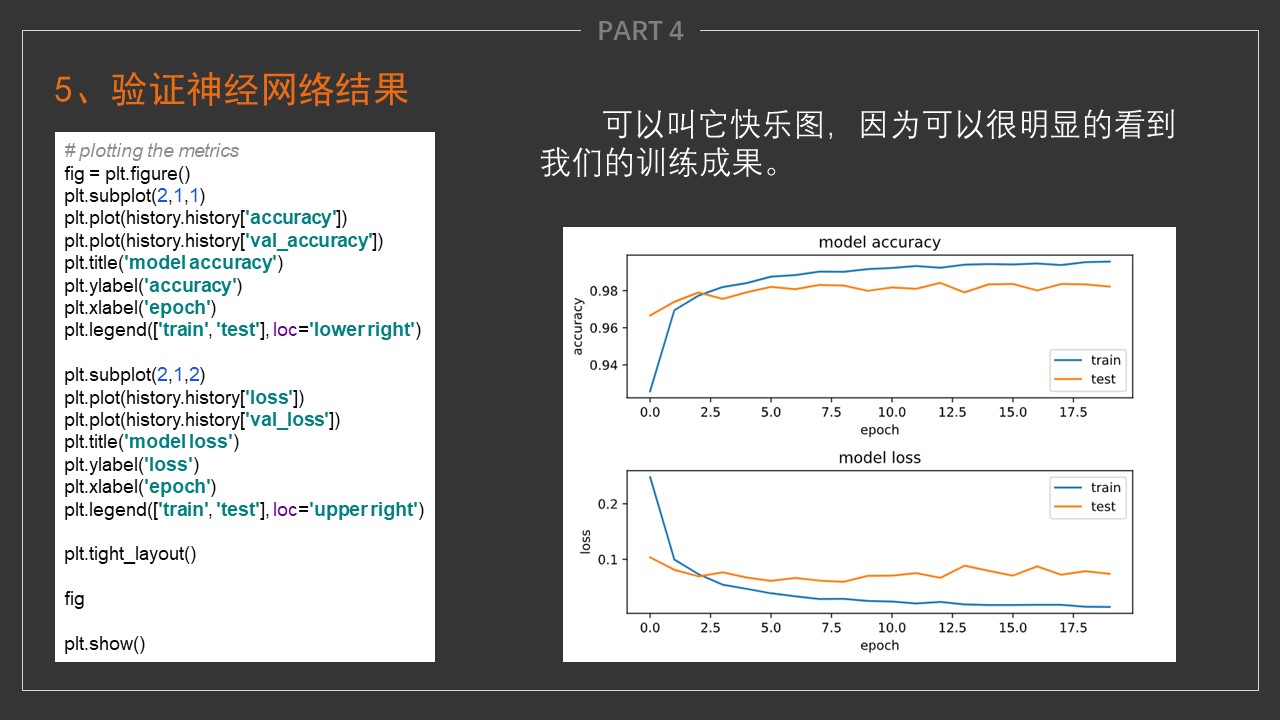 PART 4
5、验证神经网络结果
# plotting the metrics
fig = plt.figure()
plt.subplot(2,1,1)
plt.plot(history.history['accuracy'])
plt.plot(history.history['val_accuracy'])
plt.title('model accuracy')
plt.ylabel('accuracy')
plt.xlabel('epoch')
plt.legend(['train', 'test'], loc='lower right')
plt.subplot(2,1,2)
plt.plot(history.history['loss'])
plt.plot(history.history['val_loss'])
plt.title('model loss')
plt.ylabel('loss')
plt.xlabel('epoch')
plt.legend(['train', 'test'], loc='upper right')
plt.tight_layout()
fig
plt.show()
可以叫它快乐图，因为可以很明显的看到
我们的训练成果。
model accuracy
accuracy
0.98
0.96
0.94
train
test
0.0 2.5 5.0 7.5 10.0 12.5 15.0 17.5
epoch
model loss
loss
0.2
0.1
train
test
0.0 2.5 5.0 7.5 10.0 12.5 15.0 17.5
epoch